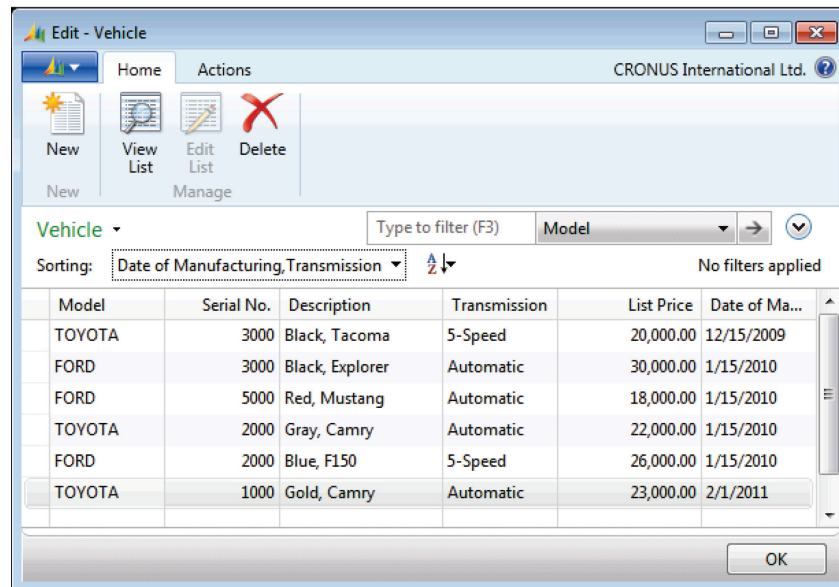 Edit - Vehicle
Home Actions CRONUS International Ltd.
New View List Edit List Delete
New Manage
Vehicle Type to filter (F3) Model
Sorting: Date of Manufacturing,Transmission A Z No filters applied
Model Serial No. Description Transmission List Price Date of Ma...
TOYOTA 3000 Black, Tacoma 5-Speed 20,000.00 12/15/2009
FORD 3000 Black, Explorer Automatic 30,000.00 1/15/2010
FORD 5000 Red, Mustang Automatic 18,000.00 1/15/2010
TOYOTA 2000 Gray, Camry Automatic 22,000.00 1/15/2010
FORD 2000 Blue, F150 5-Speed 26,000.00 1/15/2010
TOYOTA 1000 Gold, Camry Automatic 23,000.00 2/1/2011
OK